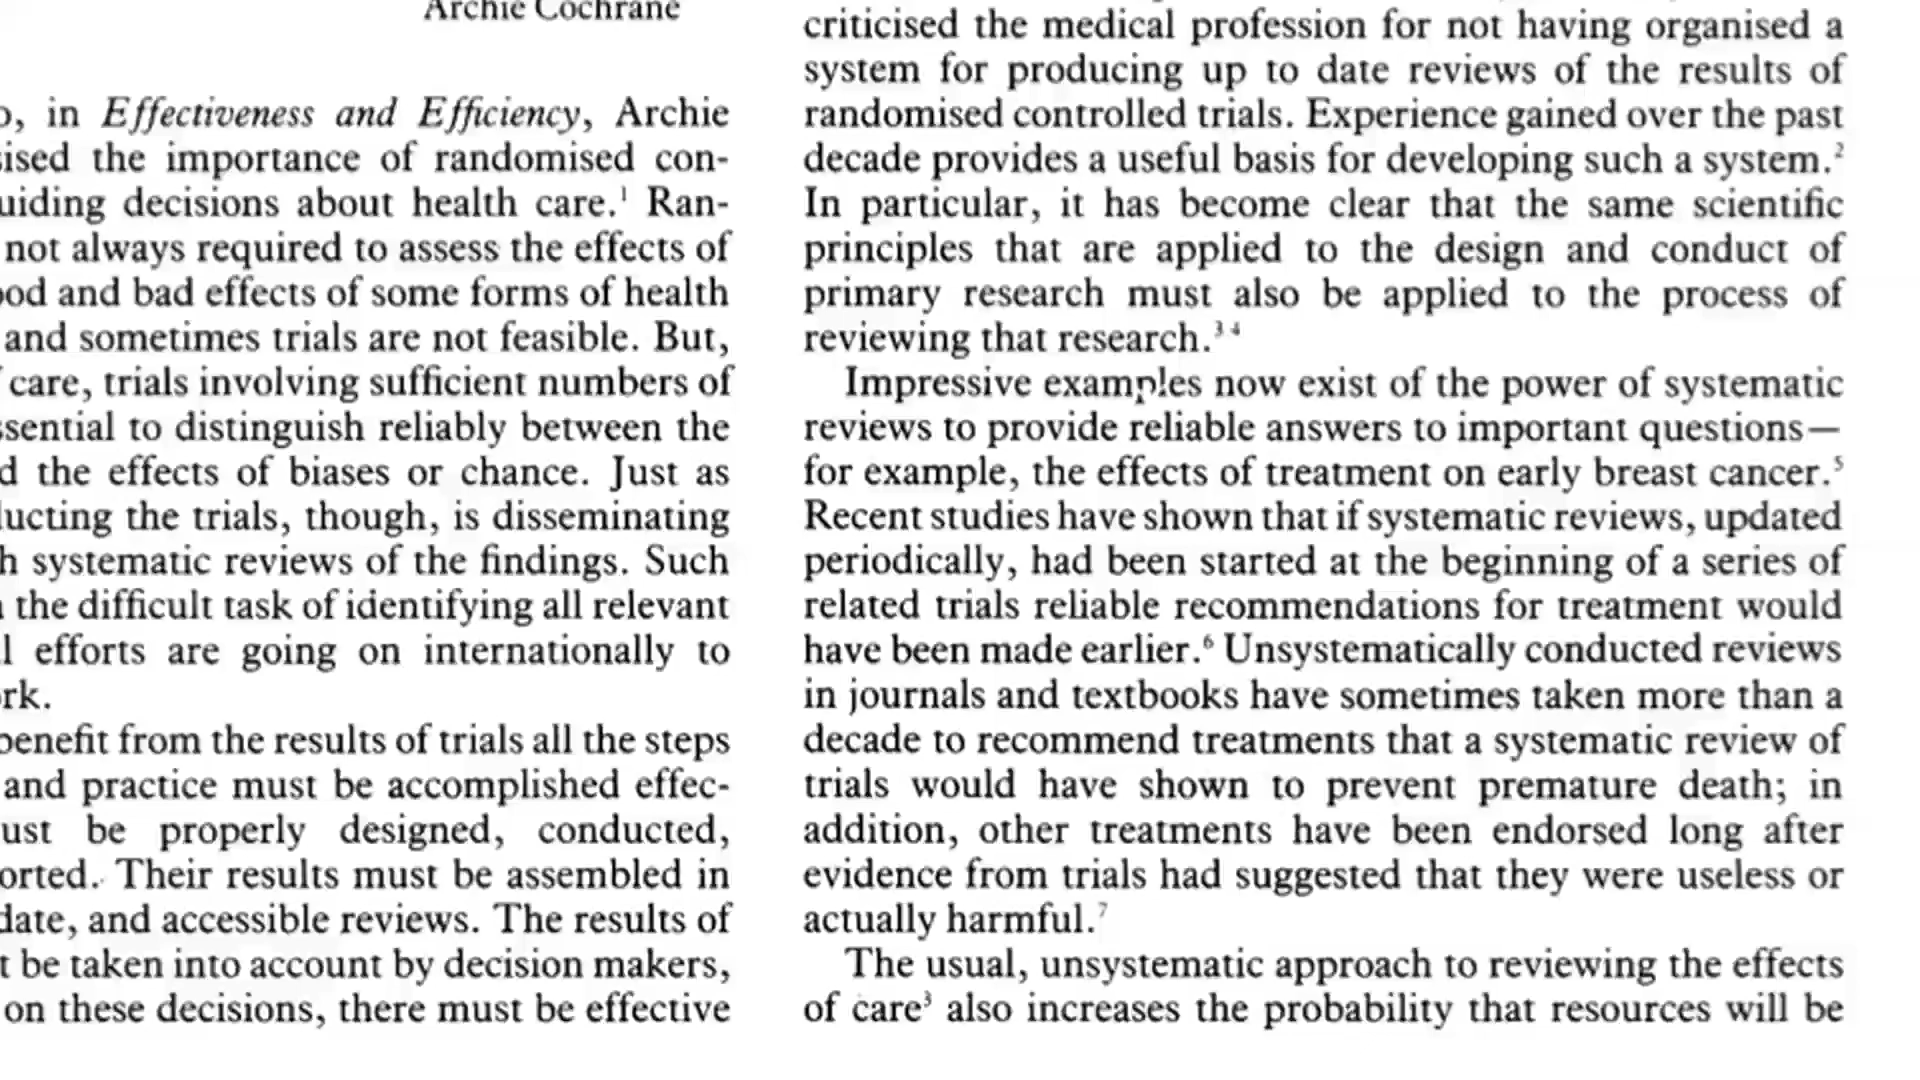 Archie Cochrane
in Effectiveness and Efficiency, Archie
the importance of randomised con-
decisions about health care.¹ Ran-
not always required to assess the effects of
and bad effects of some forms of health
and sometimes trials are not feasible. But,
care, trials involving sufficient numbers of
to distinguish reliably between the
the effects of biases or chance. Just as
the trials, though, is disseminating
systematic reviews of the findings. Such
the difficult task of identifying all relevant
efforts are going on internationally to
benefit from the results of trials all the steps
and practice must be accomplished effec-
be properly designed, conducted,
Their results must be assembled in
date, and accessible reviews. The results of
be taken into account by decision makers,
on these decisions, there must be effective
criticised the medical profession for not having organised a
system for producing up to date reviews of the results of
randomised controlled trials. Experience gained over the past
decade provides a useful basis for developing such a system.²
In particular, it has become clear that the same scientific
principles that are applied to the design and conduct of
primary research must also be applied to the process of
reviewing that research.³ ⁴
Impressive examples now exist of the power of systematic
reviews to provide reliable answers to important questions—
for example, the effects of treatment on early breast cancer.⁵
Recent studies have shown that if systematic reviews, updated
periodically, had been started at the beginning of a series of
related trials reliable recommendations for treatment would
have been made earlier.⁶ Unsystematically conducted reviews
in journals and textbooks have sometimes taken more than a
decade to recommend treatments that a systematic review of
trials would have shown to prevent premature death; in
addition, other treatments have been endorsed long after
evidence from trials had suggested that they were useless or
actually harmful.⁷
The usual, unsystematic approach to reviewing the effects
of care³ also increases the probability that resources will be